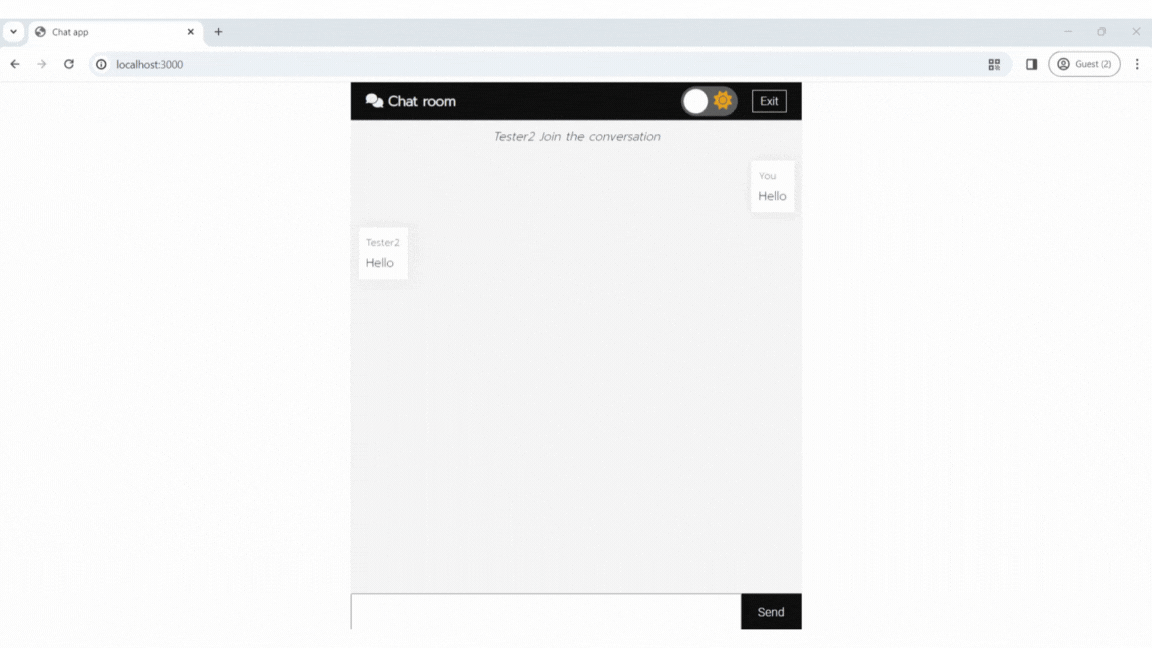 Chat app
localhost:3000
Guest (2)
Chat room
Exit
Tester2 Join the conversation
You
Hello
Tester2
Hello
Send